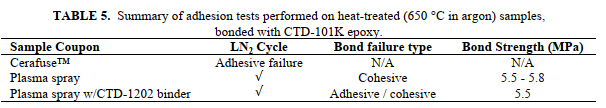 TABLE 5. Summary of adhesion tests performed on heat-treated (650 °C in argon) samples,
bonded with CTD-101K epoxy.
Sample Coupon LN₂ Cycle Bond failure type Bond Strength (MPa)
Cerafuse™ Adhesive failure N/A N/A
Plasma spray √ Cohesive 5.5 - 5.8
Plasma spray w/CTD-1202 binder √ Adhesive / cohesive 5.5